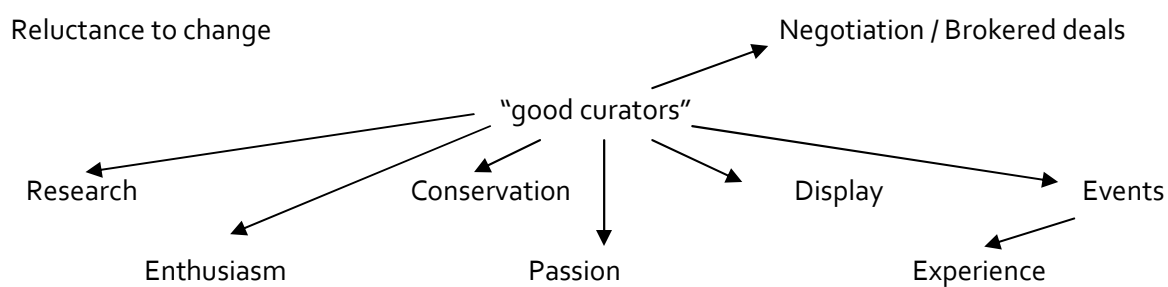 Reluctance to change
Negotiation / Brokered deals
“good curators”
Research
Conservation
Display
Events
Enthusiasm
Passion
Experience